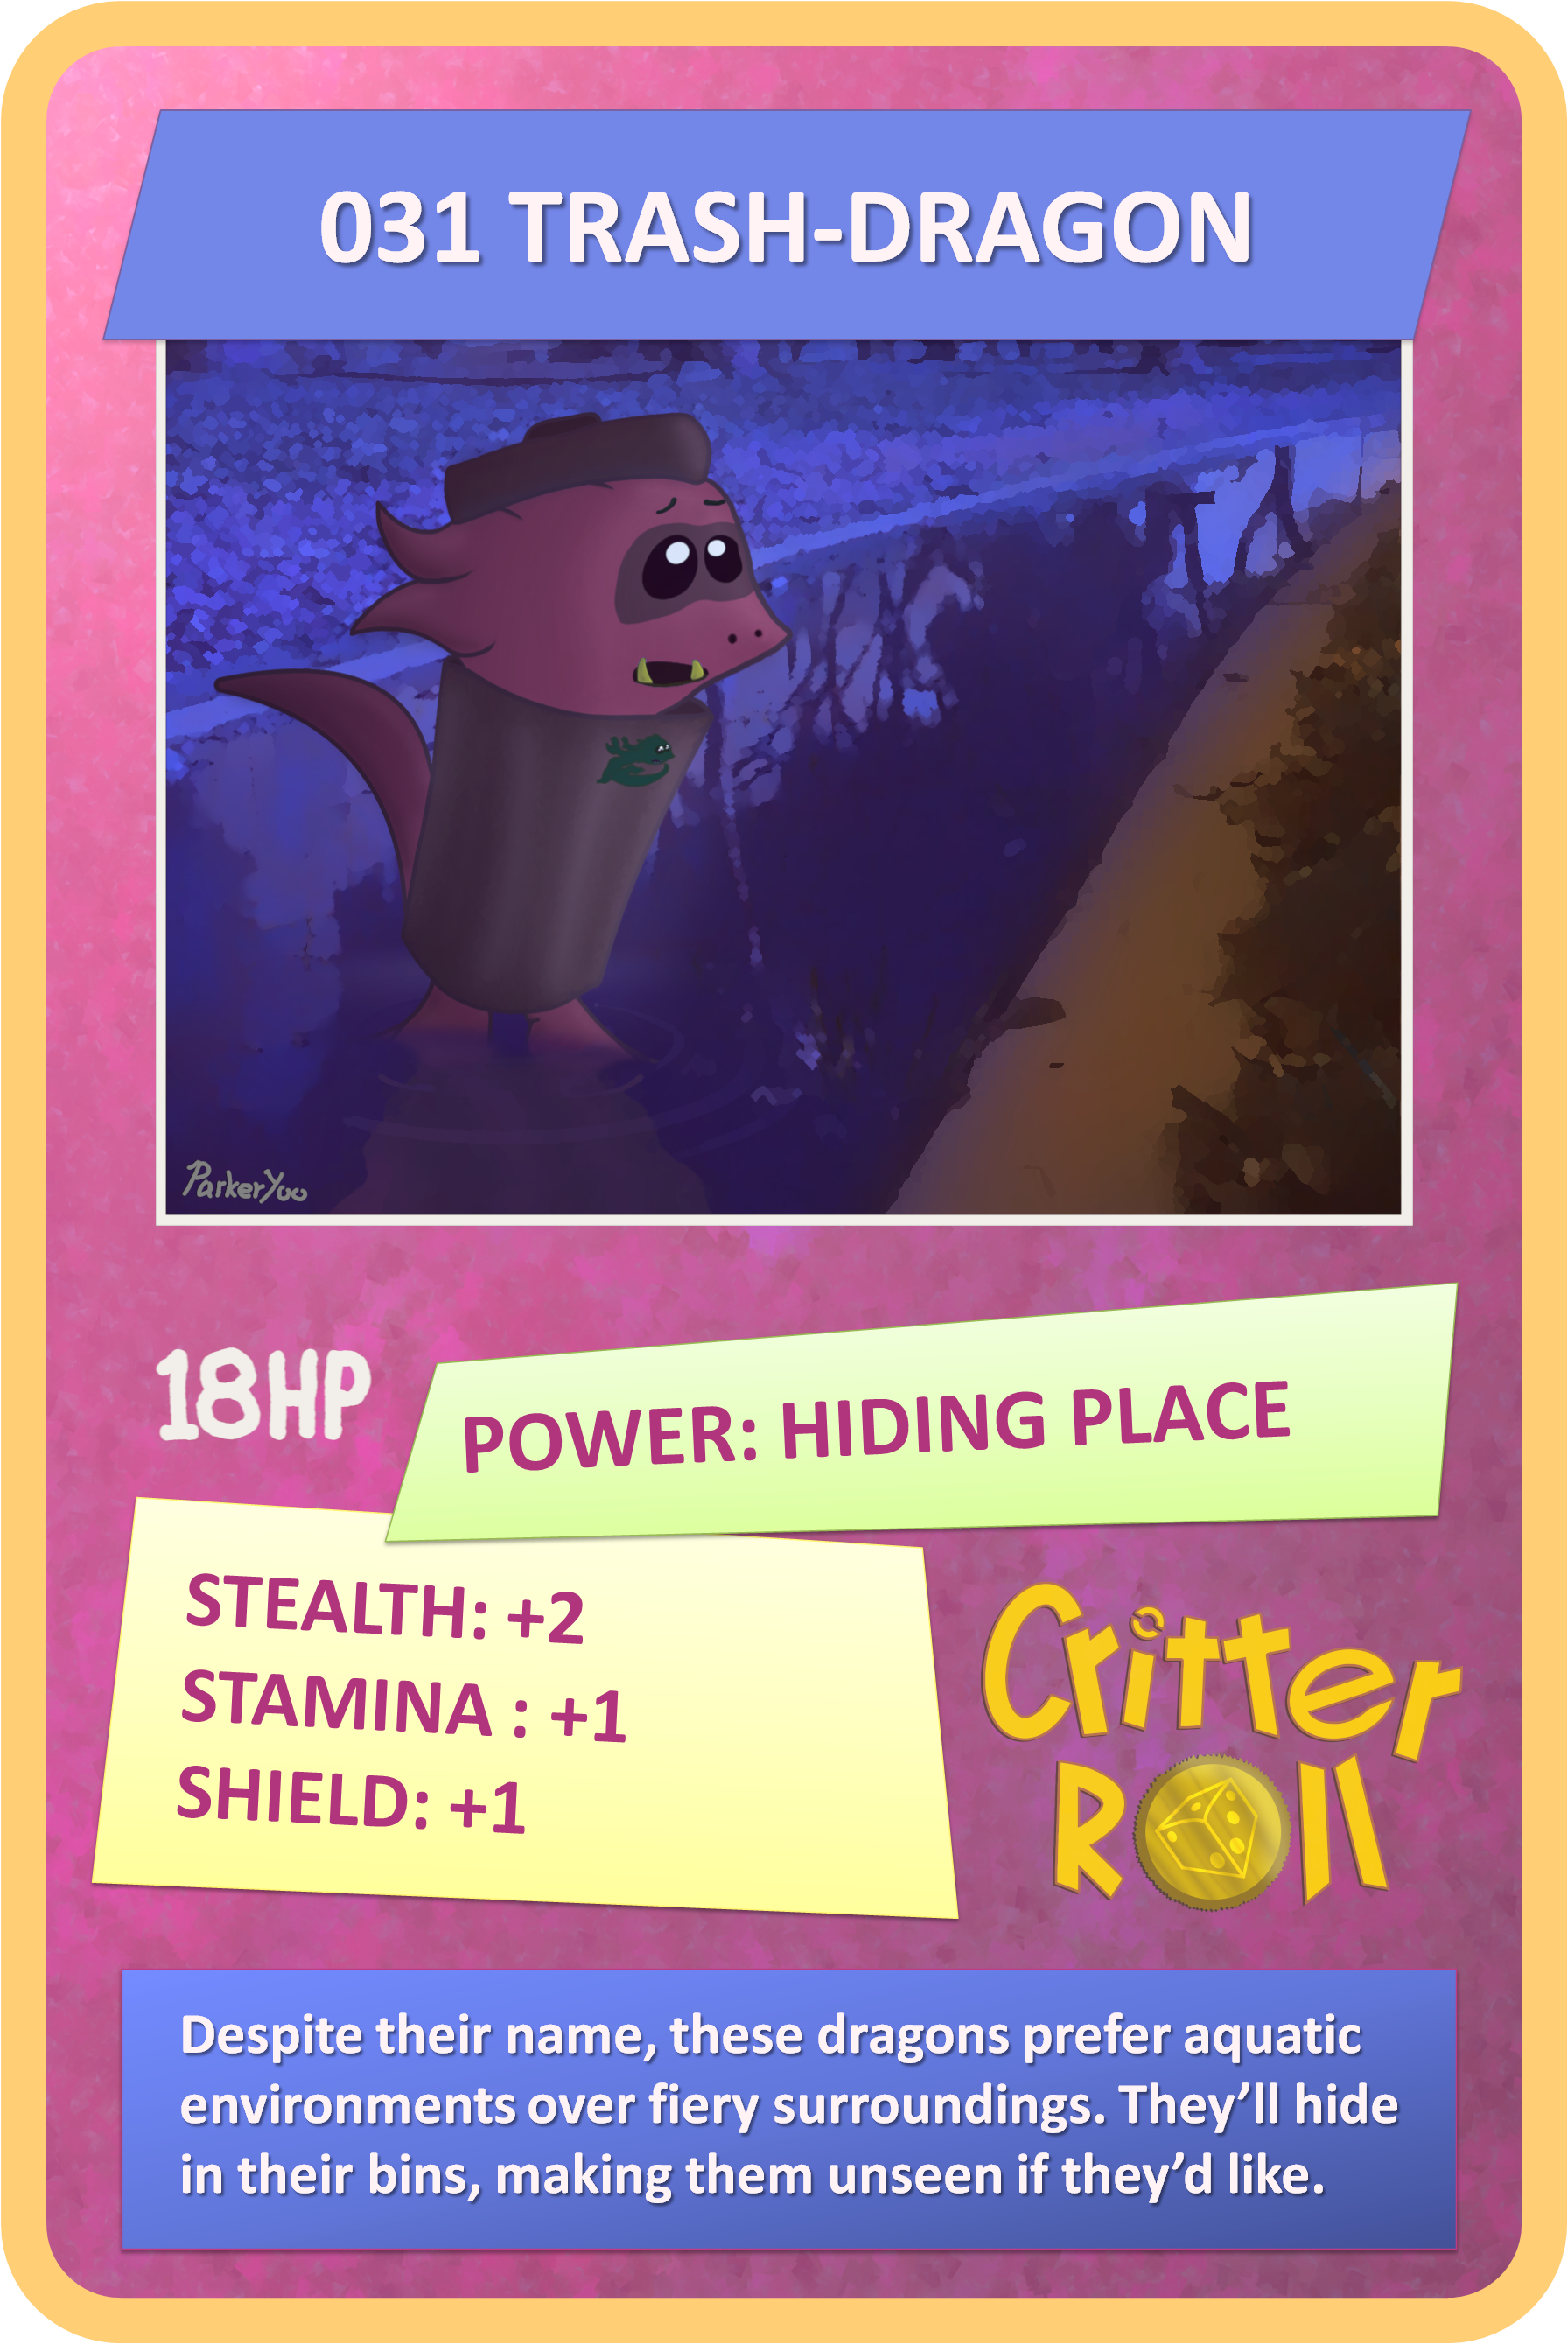 031 TRASH-DRAGON
ParkerYoo
18HP
POWER: HIDING PLACE
STEALTH: +2
STAMINA : +1
SHIELD: +1
Critter
Roll
Despite their name, these dragons prefer aquatic
environments over fiery surroundings. They’ll hide
in their bins, making them unseen if they’d like.